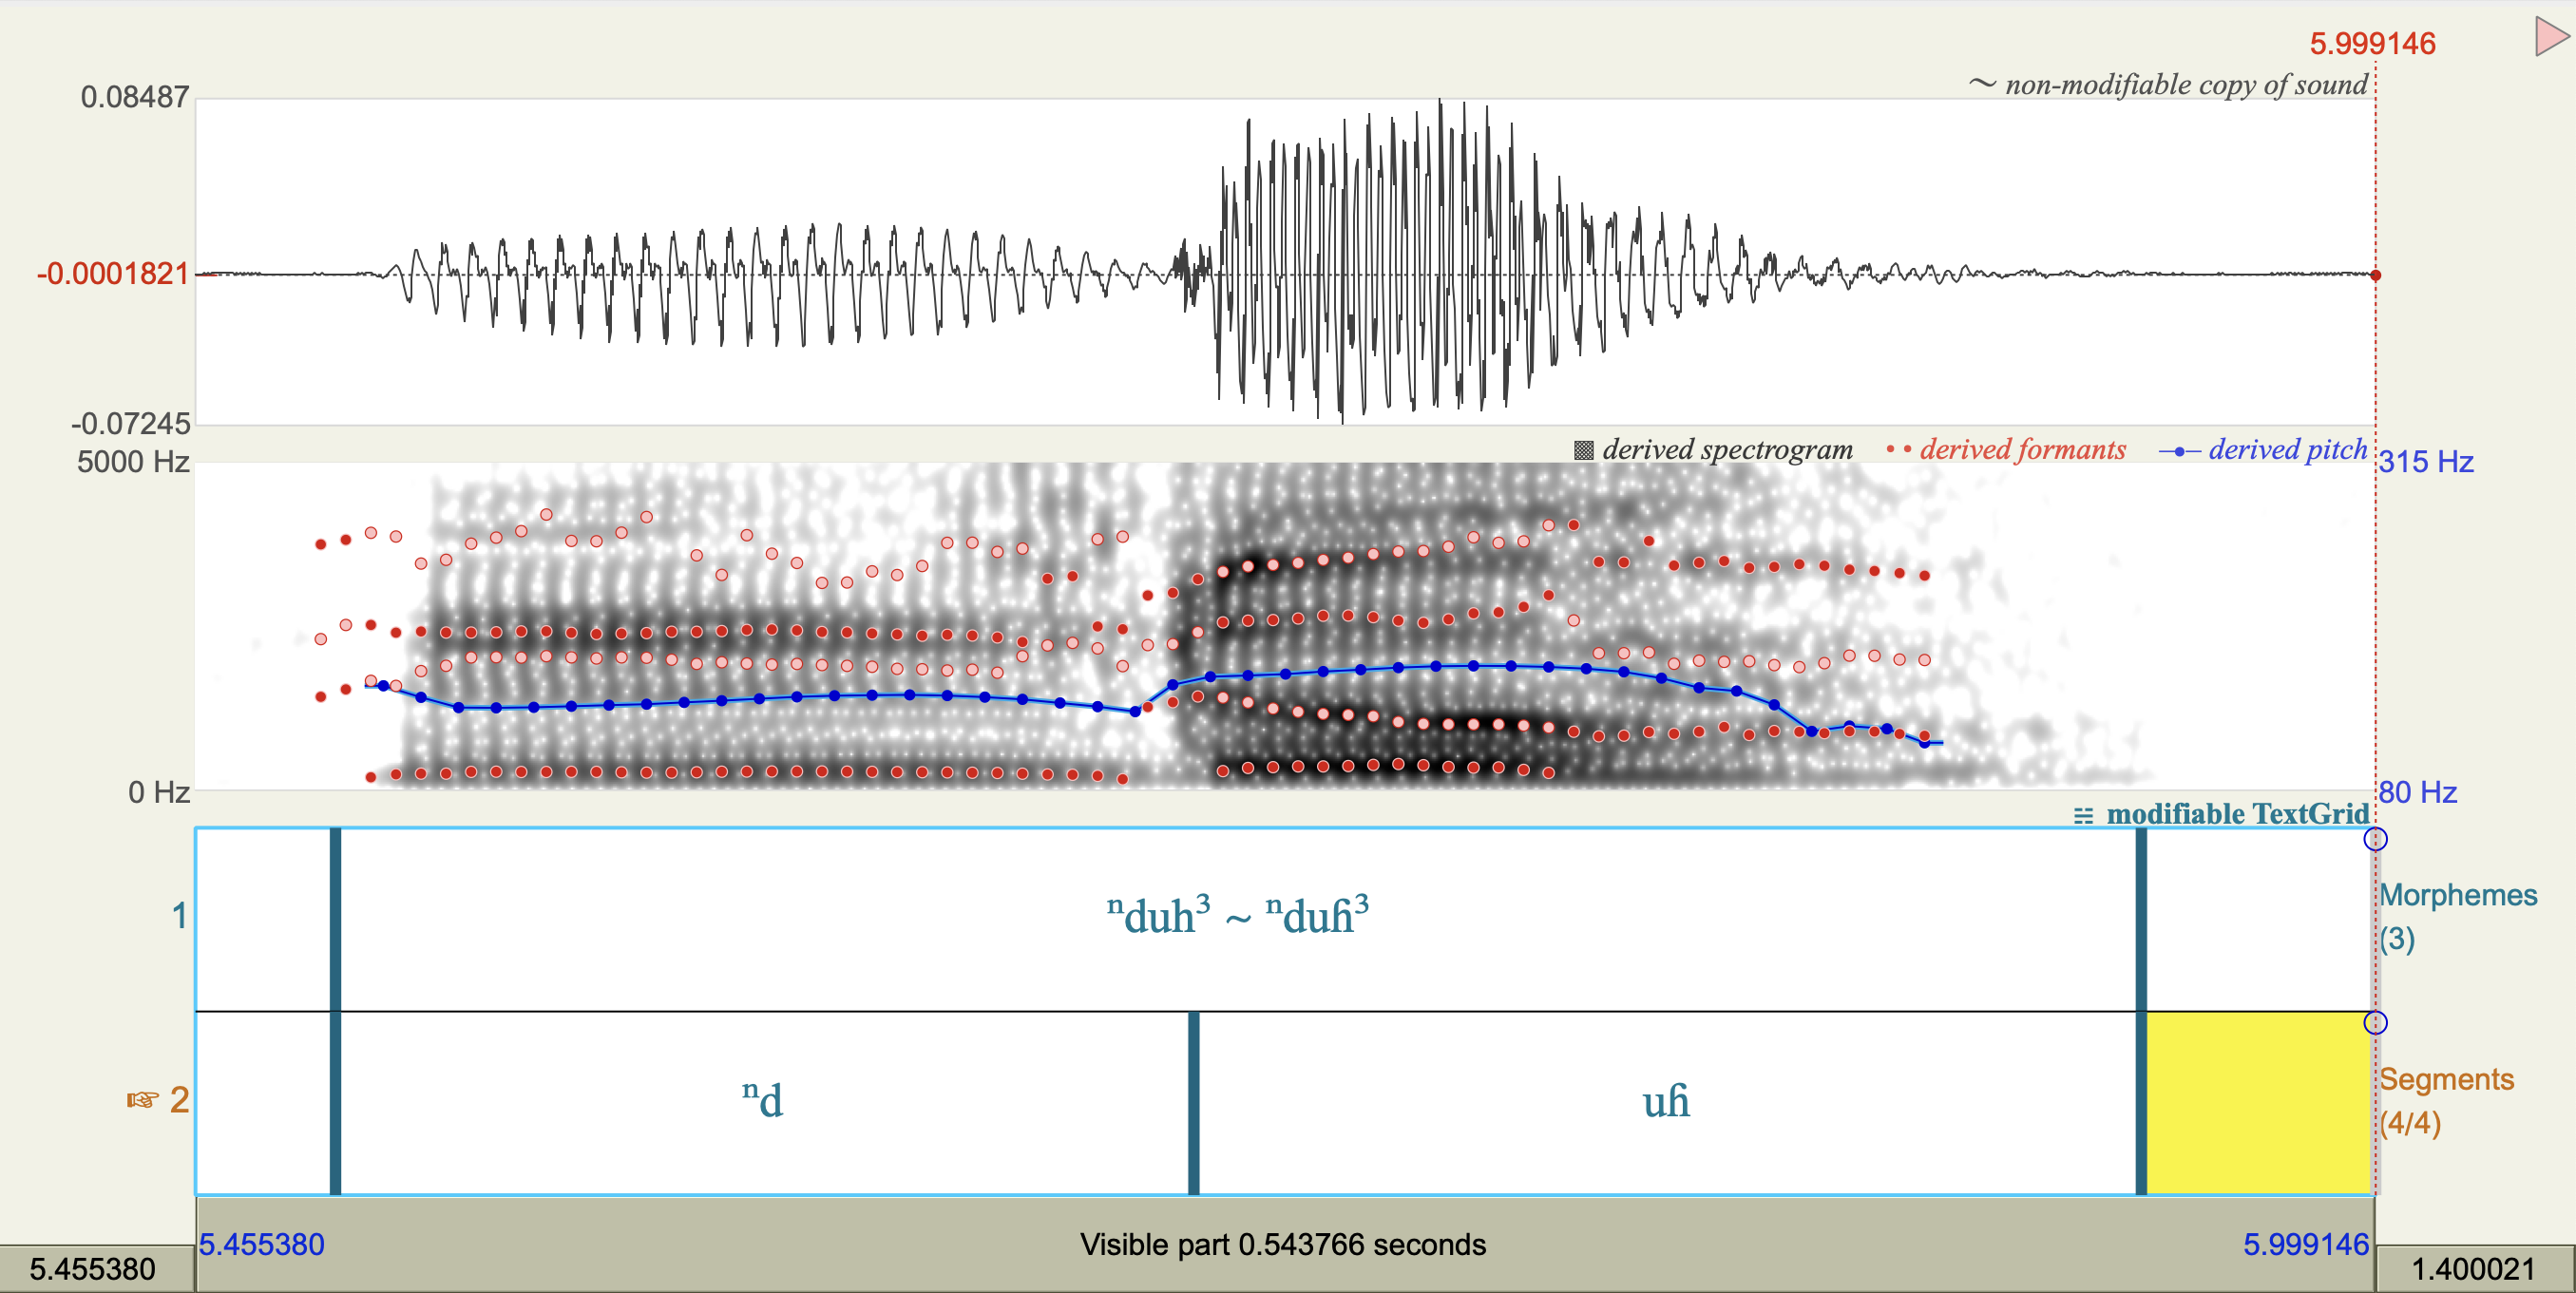 5.999146
~ non-modifiable copy of sound
0.08487
-0.0001821
-0.07245
derived spectrogram derived formants derived pitch
5000 Hz
315 Hz
0 Hz
80 Hz
modifiable TextGrid
1
ⁿduh³ ~ ⁿduɦ³
Morphemes
(3)
☞ 2
ⁿd
uɦ
Segments
(4/4)
5.455380
Visible part 0.543766 seconds
5.999146
5.455380
1.400021